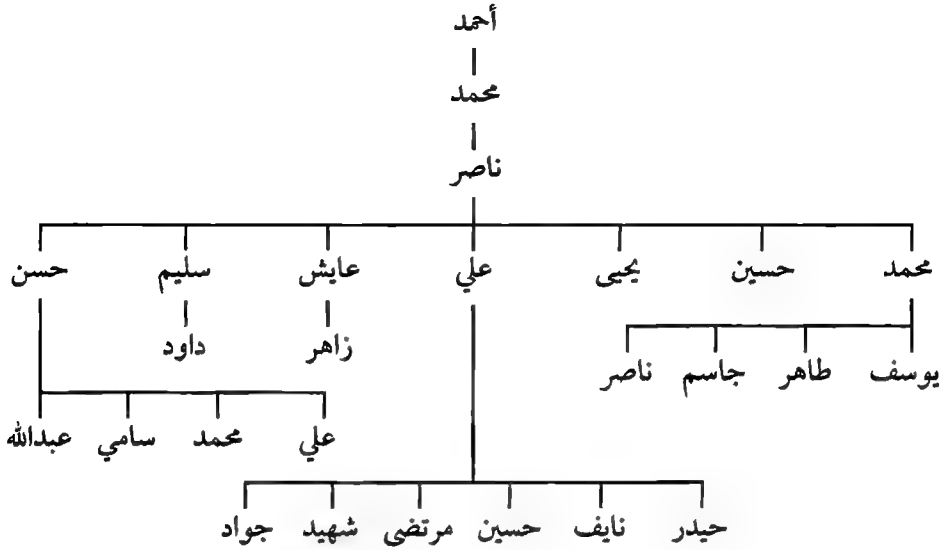 أحمد
محمد
ناصر
محمد حسين يحيى علي عايش سليم حسن
زاهر داود
يوسف طاهر جاسم ناصر
علي محمد سامي عبدالله
حيدر نايف حسين مرتضى شهيد جواد